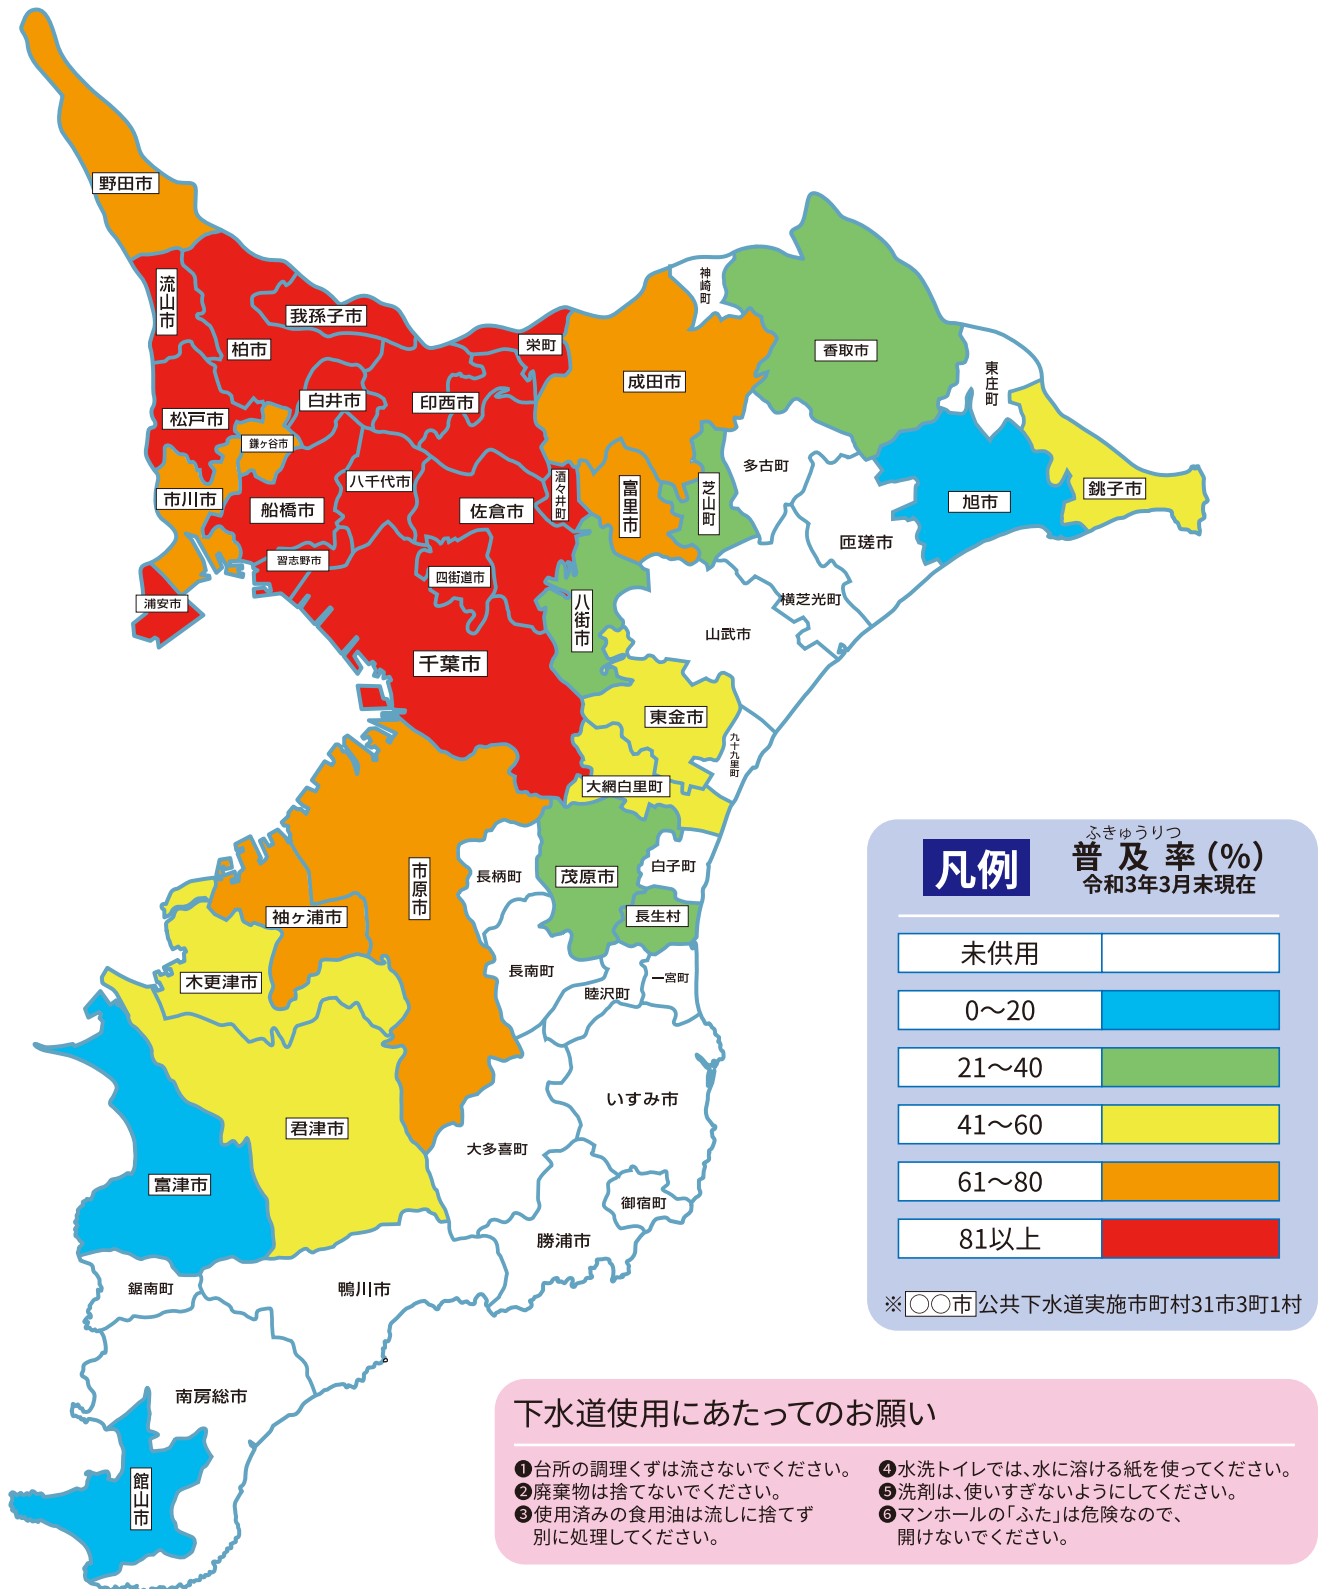 野田市
流山市
我孫子市
柏市
栄町
神崎町
香取市
東庄町
成田市
白井市
印西市
松戸市
鎌ヶ谷市
多古町
銚子市
市川市
八千代市
船橋市
佐倉市
酒々井町
富里市
芝山町
旭市
匝瑳市
習志野市
四街道市
浦安市
八街市
横芝光町
山武市
千葉市
東金市
九十九里町
大網白里町
白子町
長柄町
茂原市
市原市
袖ヶ浦市
長生村
長南町
一宮町
木更津市
睦沢町
いすみ市
君津市
大多喜町
富津市
御宿町
勝浦市
鋸南町
鴨川市
南房総市
館山市
凡例
ふきゅうりつ
普及率(%)
令和3年3月末現在
未供用
0〜20
21〜40
41〜60
61〜80
81以上
※○○市公共下水道実施市町村31市3町1村
下水道使用にあたってのお願い
❶台所の調理くずは流さないでください。
❷廃棄物は捨てないでください。
❸使用済みの食用油は流しに捨てず
別に処理してください。
❹水洗トイレでは、水に溶ける紙を使ってください。
❺洗剤は、使いすぎないようにしてください。
❻マンホールの「ふた」は危険なので、
開けないでください。